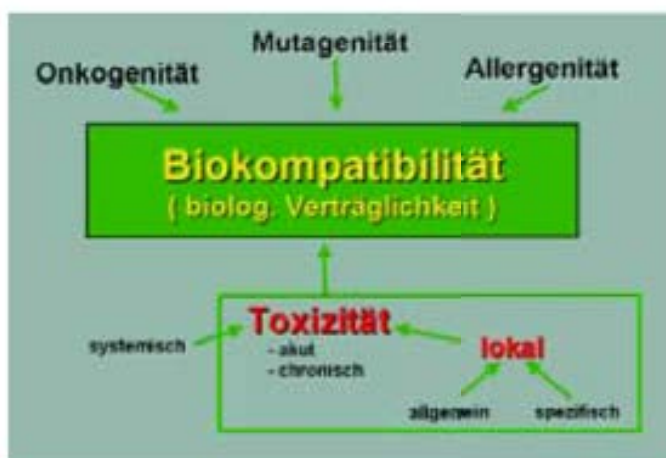 Mutagenität
Onkogenität
Allergenität
Biokompatibilität
( biolog. Verträglichkeit )
Toxizität
systemisch
- akut
- chronisch
lokal
allgemein
spezifisch